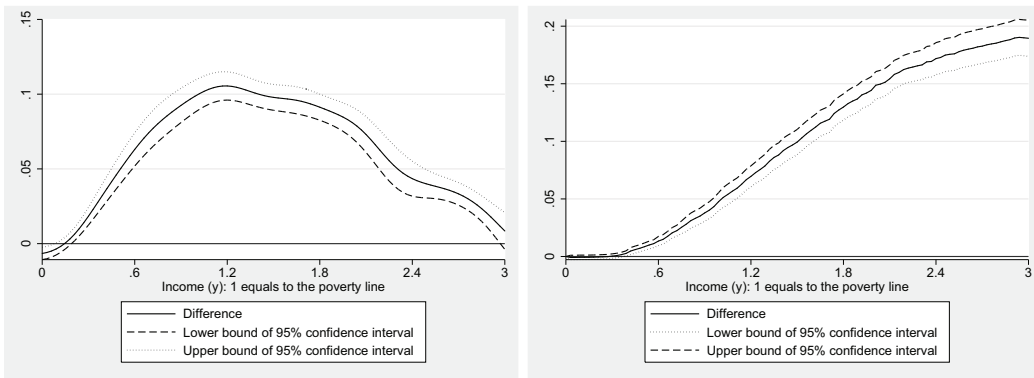 .15
.1
.05
0
0
.6
1.2
1.8
2.4
3
Income (y): 1 equals to the poverty line
Difference
Lower bound of 95% confidence interval
Upper bound of 95% confidence interval
.2
.15
.1
.05
0
0
.6
1.2
1.8
2.4
3
Income (y): 1 equals to the poverty line
Difference
Lower bound of 95% confidence interval
Upper bound of 95% confidence interval